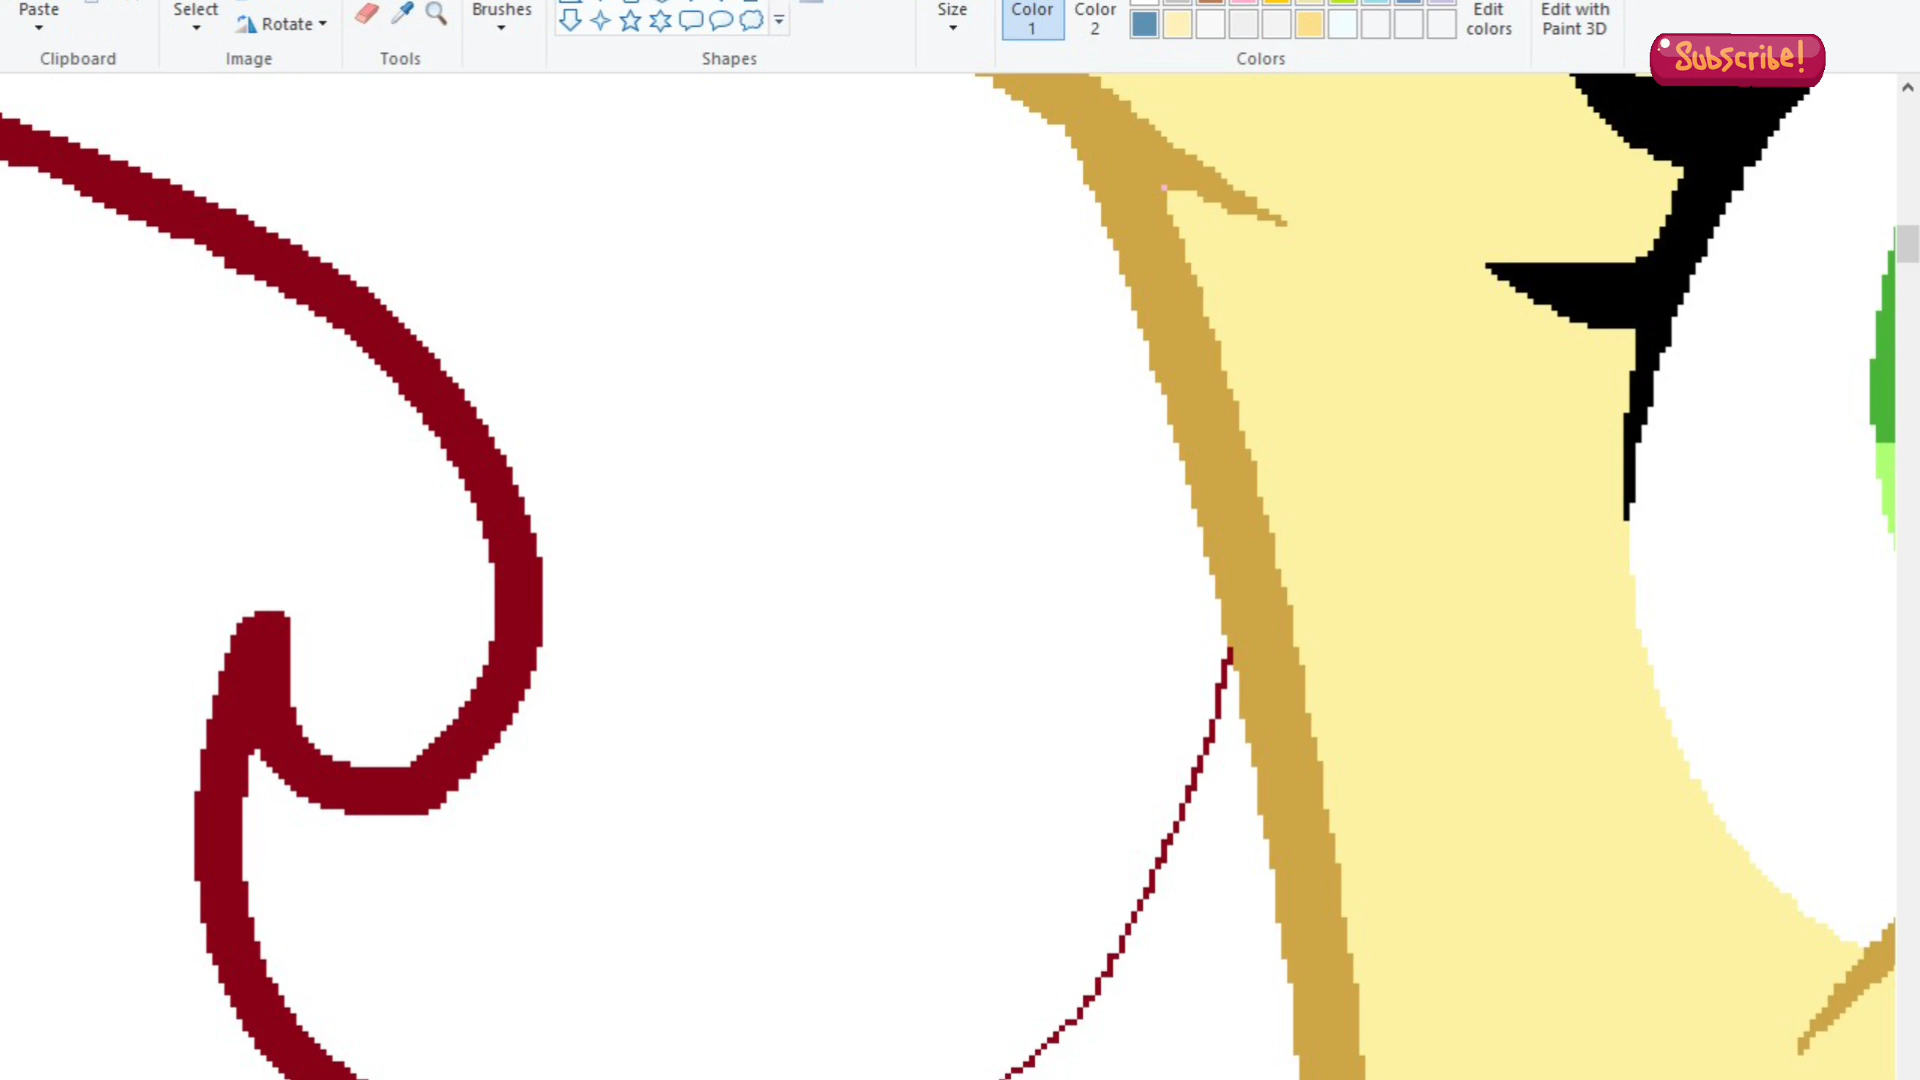 Paste
Select
Rotate
Brushes
Size
Color
1
Color
2
Edit
colors
Edit with
Paint 3D
Clipboard
Image
Tools
Shapes
Colors
Subscribe!